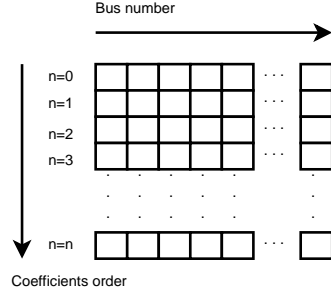 Bus number
n=0
n=1
n=2
n=3
n=n
Coefficients order